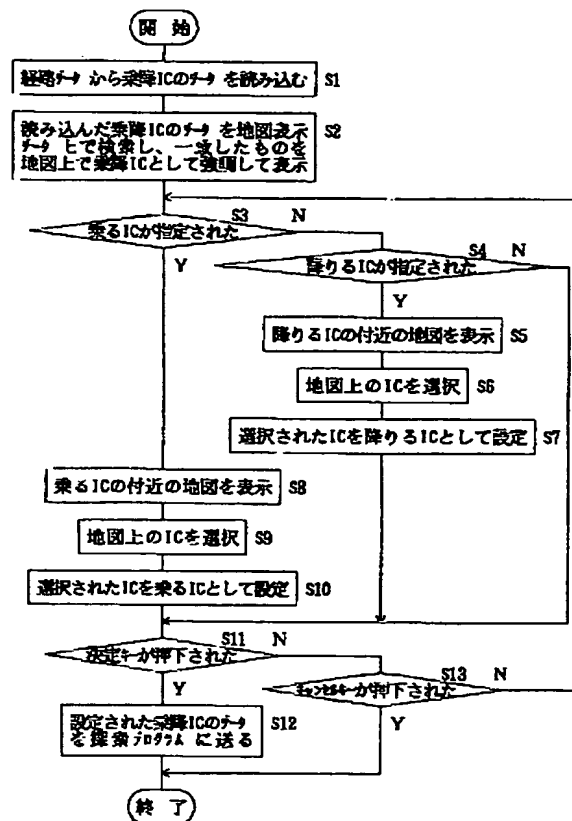 開 始
経路ﾃﾞｰﾀ から乗降ICのﾃﾞｰﾀ を読み込む S1
読み込んだ乗降ICのﾃﾞｰﾀ を地図表示 S2
ﾃﾞｰﾀ 上で検索し、一致したものを
地図上で乗降ICとして強調して表示
S3 N
乗るICが指定された
Y
S4 N
降りるICが指定された
Y
降りるICの付近の地図を表示 S5
地図上のICを選択 S6
選択されたICを降りるICとして設定 S7
乗るICの付近の地図を表示 S8
地図上のICを選択 S9
選択されたICを乗るICとして設定 S10
S11 N
決定ｷｰが押下された
Y
S13 N
ｷｬﾝｾﾙｷｰが押下された
Y
設定された乗降ICのﾃﾞｰﾀ S12
を探索ﾌﾟﾛｸﾞﾗﾑ に送る
終 了